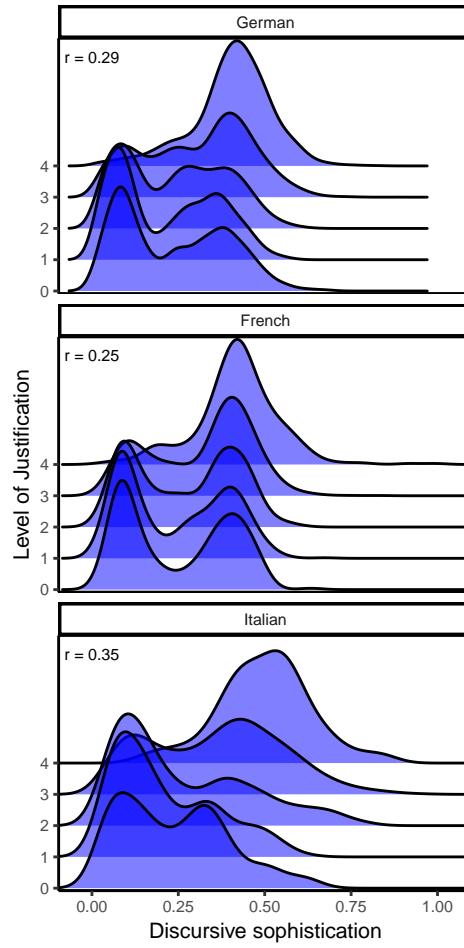 German
r = 0.29
4
3
2
1
0
French
r = 0.25
4
3
2
1
0
Italian
r = 0.35
4
3
2
1
0
Level of Justification
0.00 0.25 0.50 0.75 1.00
Discursive sophistication